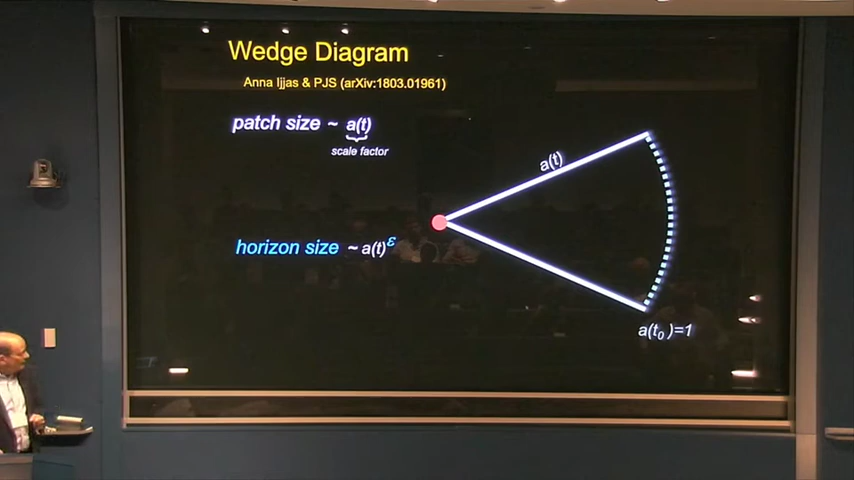 Wedge Diagram
Anna Ijjas & PJS (arXiv:1803.01961)
patch size ~ a(t)
scale factor
a(t)
horizon size ~ a(t)^ε
a(t₀)=1